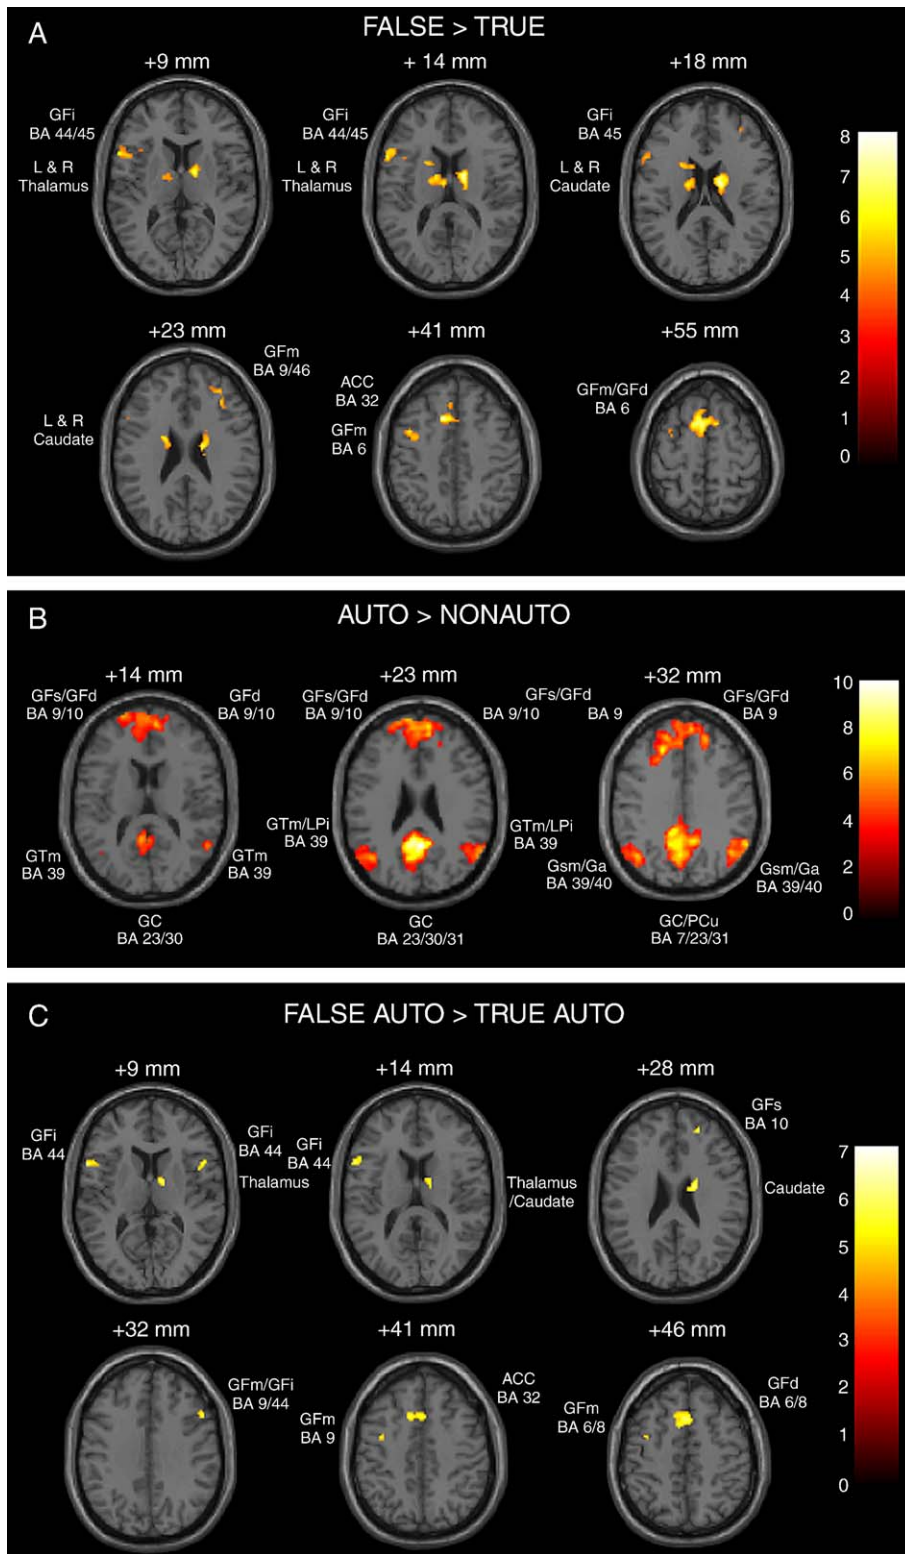 A
FALSE > TRUE
+9 mm
+ 14 mm
+18 mm
GFi
BA 44/45
L & R
Thalamus
GFi
BA 44/45
L & R
Thalamus
GFi
BA 45
L & R
Caudate
8
7
6
5
4
3
2
1
0
+23 mm
+41 mm
+55 mm
GFm
BA 9/46
L & R
Caudate
ACC
BA 32
GFm
BA 6
GFm/GFd
BA 6
B
AUTO > NONAUTO
+14 mm
+23 mm
+32 mm
GFs/GFd
BA 9/10
GFd
BA 9/10
GFs/GFd
BA 9/10
GFs/GFd
BA 9/10
BA 9
GFs/GFd
BA 9
GTm
BA 39
GTm
BA 39
GTm/LPi
BA 39
GTm/LPi
BA 39
Gsm/Ga
BA 39/40
Gsm/Ga
BA 39/40
GC
BA 23/30
GC
BA 23/30/31
GC/PCu
BA 7/23/31
10
8
6
4
2
0
C
FALSE AUTO > TRUE AUTO
+9 mm
+14 mm
+28 mm
GFi
BA 44
GFi
BA 44
Thalamus
GFi
BA 44
Thalamus
/Caudate
GFs
BA 10
Caudate
7
6
5
4
3
2
1
0
+32 mm
+41 mm
+46 mm
GFm/GFi
BA 9/44
GFm
BA 9
ACC
BA 32
GFm
BA 6/8
GFd
BA 6/8